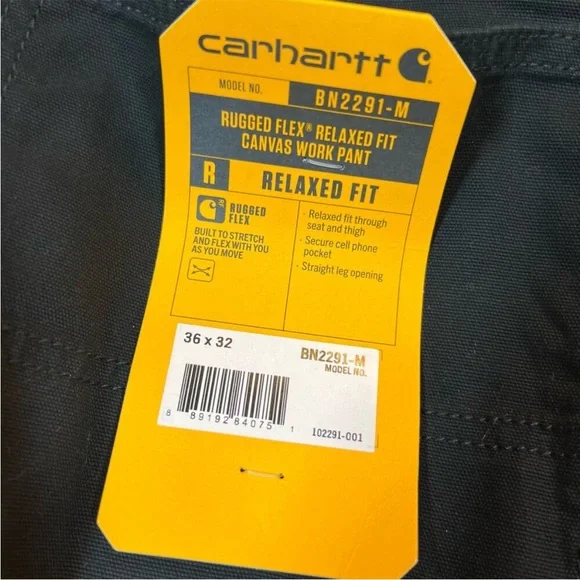 carhartt
MODEL NO. BN2291-M
RUGGED FLEX® RELAXED FIT
CANVAS WORK PANT
R RELAXED FIT
RUGGED
FLEX
BUILT TO STRETCH
AND FLEX WITH YOU
AS YOU MOVE
· Relaxed fit through
seat and thigh
· Secure cell phone
pocket
· Straight leg opening
36 x 32
BN2291-M
MODEL NO.
8 89192 84075 1
102291-001